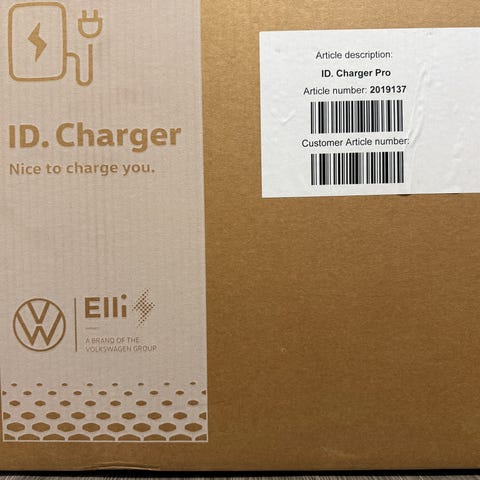 ID. Charger
Nice to charge you.
Elli
A BRAND OF THE
VOLKSWAGEN GROUP
Article description:
ID. Charger Pro
Article number: 2019137
Customer Article number: